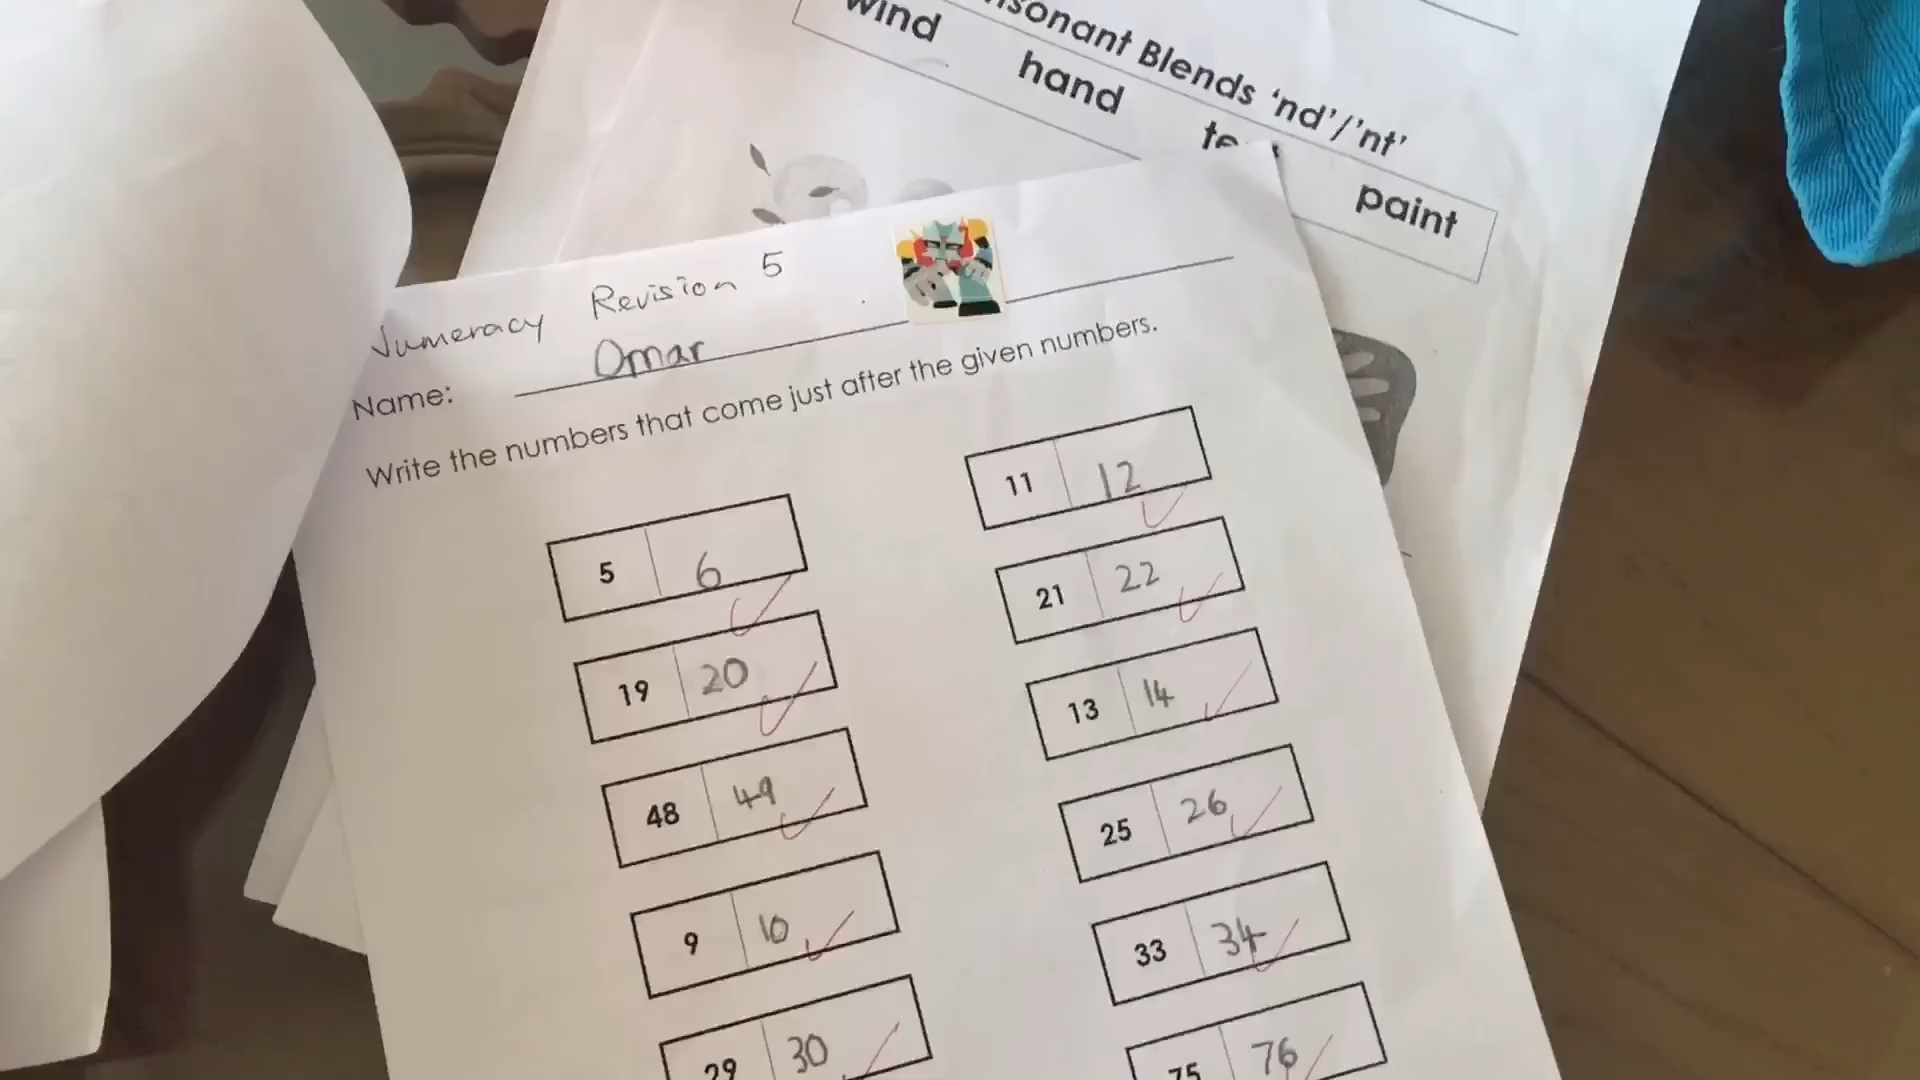 wind hand
Blends 'nd'/'nt'
paint
Numeracy Revision 5
Name: Omar
Write the numbers that come just after the given numbers.
5 6
19 20
48 49
9 10
29 30
11 12
21 22
13 14
25 26
33 34
75 76